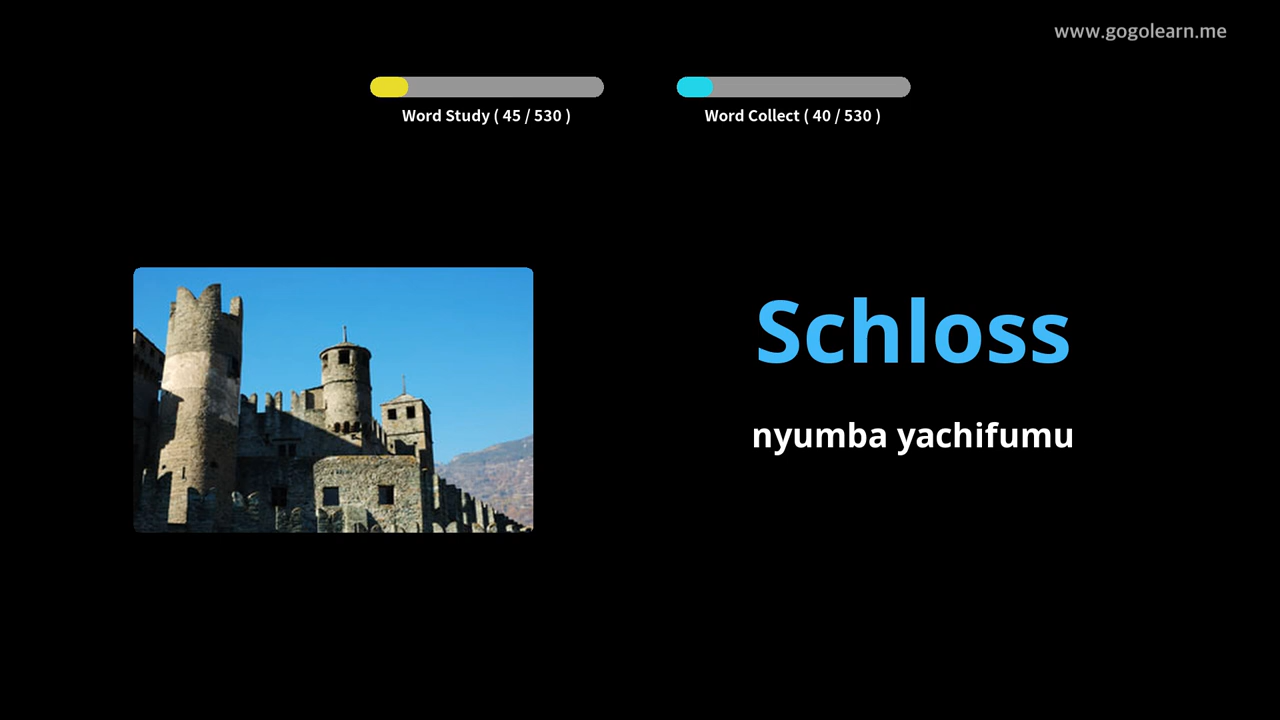 www.gogolearn.me
Word Study ( 45 / 530 )
Word Collect ( 40 / 530 )
Schloss
nyumba yachifumu